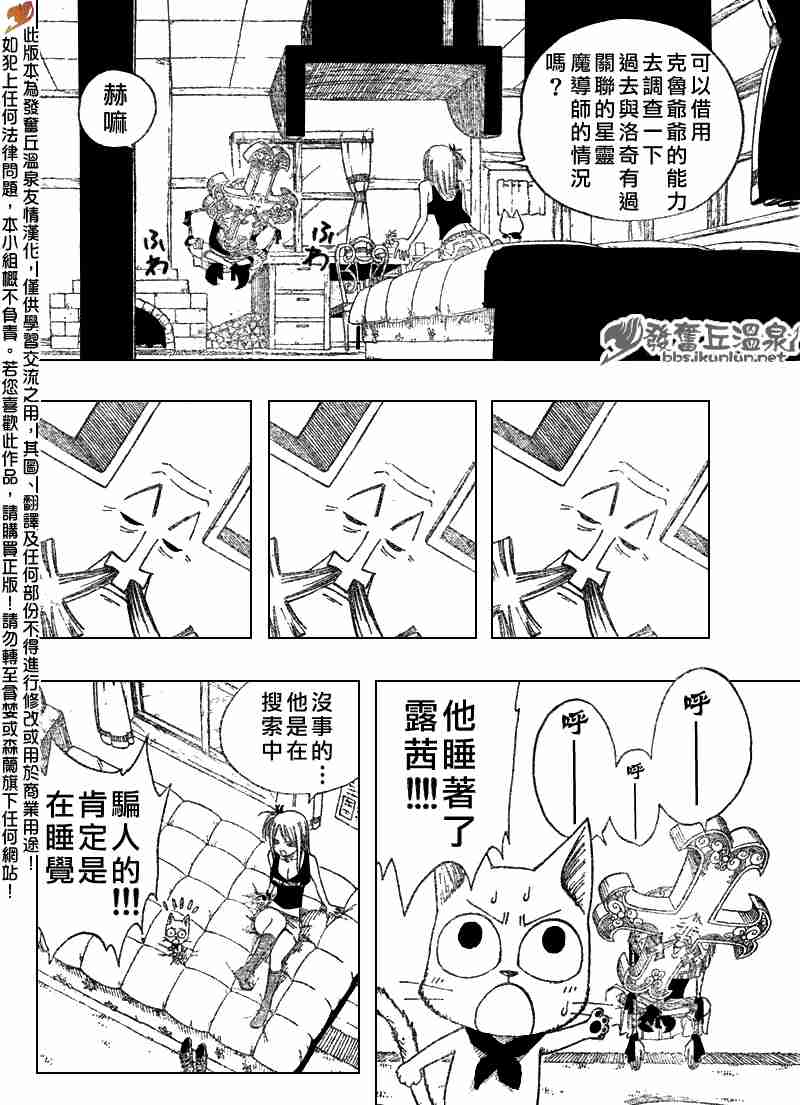 可以借用
克魯爺爺的能力
去調查一下
過去與洛奇有過
關聯的星靈
魔導師的情況
嗎？
赫
嘛
ふわ
ふわ
發奮丘溫泉
bbs.ikunlun.net
呼——
呼——
呼——
他睡著了
露茜!!!!
沒事的…
他是在
搜索中
騙人的!!!
肯定是
在睡覺
此版本為發奮丘溫泉友情漢化，僅供學習交流之用，其圖、翻譯及任何部份不得進行修改或用於商業用途！
如犯上任何法律問題，本小組概不負責。若您喜歡此作品，請購買正版！請勿轉至貪婪或森蘭旗下任何網站！